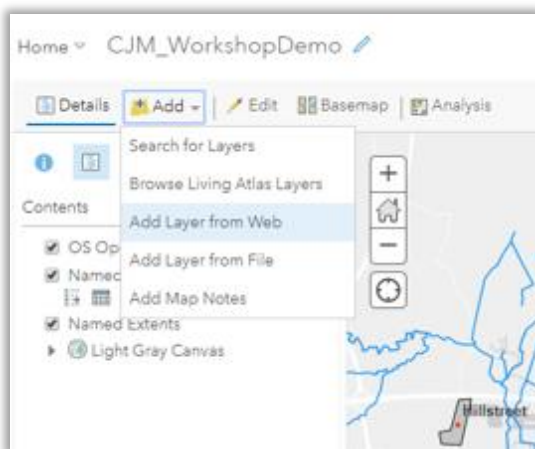 Home CJM_WorkshopDemo
Details Add Edit Basemap Analysis
Search for Layers
Browse Living Atlas Layers
Contents
Add Layer from Web
OS Op
Add Layer from File
Named
Add Map Notes
Named Extents
Light Gray Canvas
Hillstreet